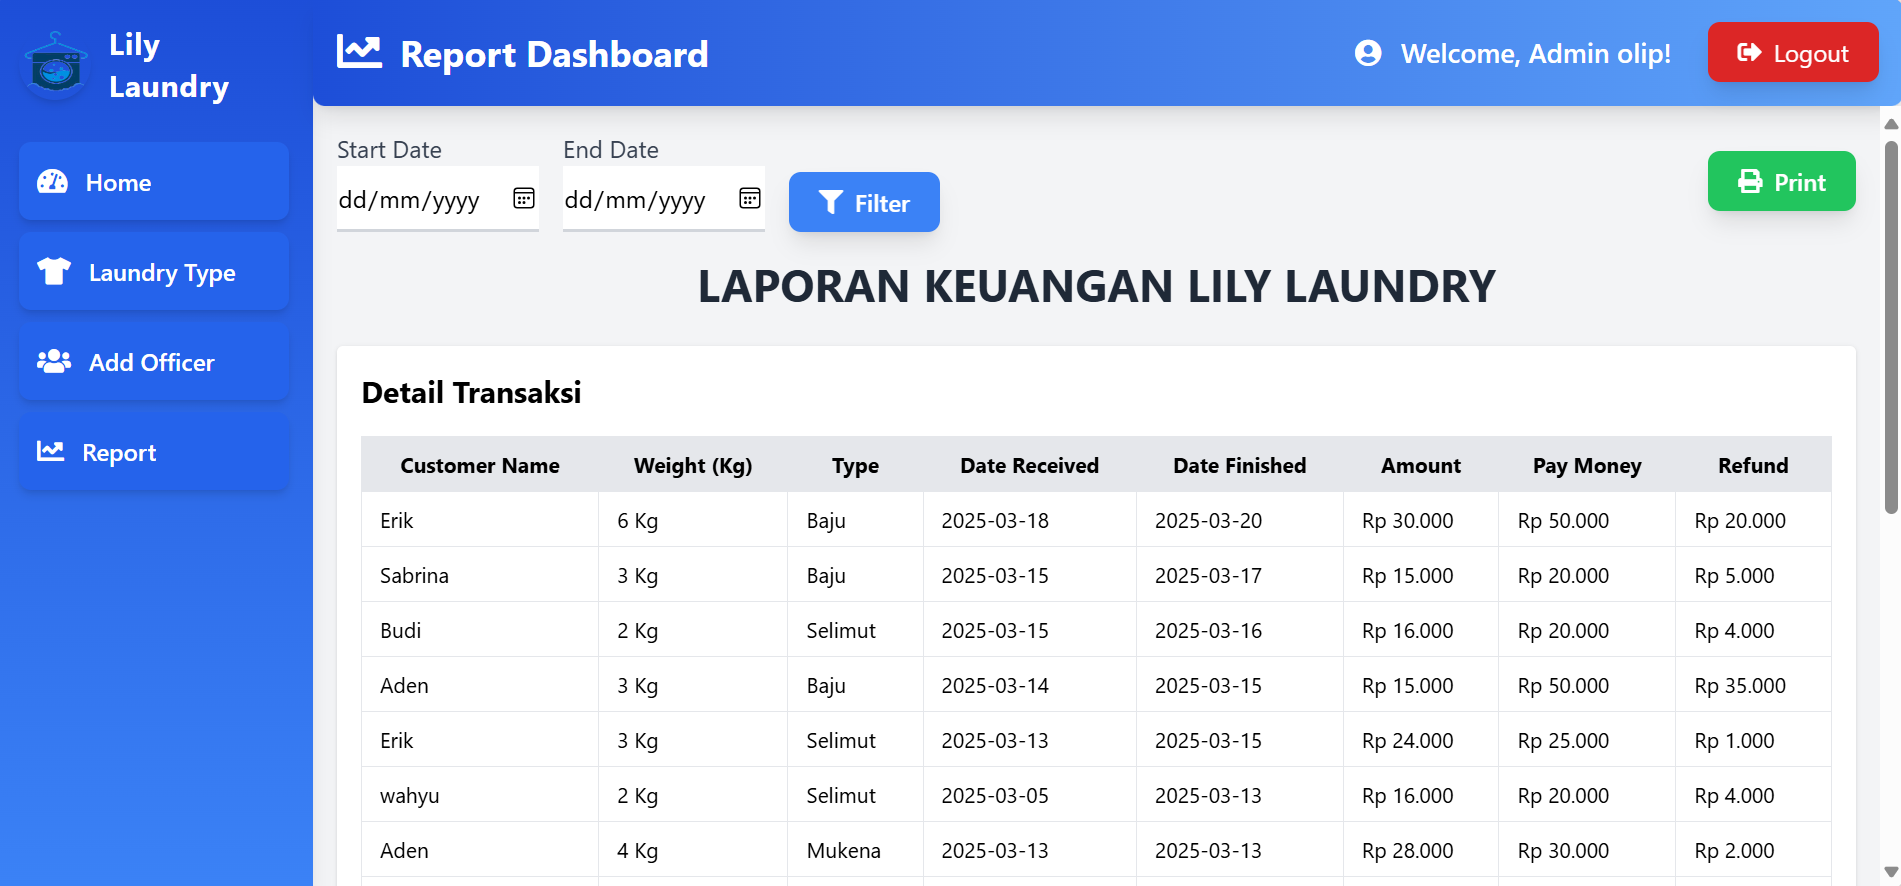 Lily
Laundry
Home
Laundry Type
Add Officer
Report
Report Dashboard
Welcome, Admin olip!
Logout
Start Date
End Date
dd/mm/yyyy
dd/mm/yyyy
Filter
Print
LAPORAN KEUANGAN LILY LAUNDRY
Detail Transaksi
Customer Name Weight (Kg) Type Date Received Date Finished Amount Pay Money Refund
Erik 6 Kg Baju 2025-03-18 2025-03-20 Rp 30.000 Rp 50.000 Rp 20.000
Sabrina 3 Kg Baju 2025-03-15 2025-03-17 Rp 15.000 Rp 20.000 Rp 5.000
Budi 2 Kg Selimut 2025-03-15 2025-03-16 Rp 16.000 Rp 20.000 Rp 4.000
Aden 3 Kg Baju 2025-03-14 2025-03-15 Rp 15.000 Rp 50.000 Rp 35.000
Erik 3 Kg Selimut 2025-03-13 2025-03-15 Rp 24.000 Rp 25.000 Rp 1.000
wahyu 2 Kg Selimut 2025-03-05 2025-03-13 Rp 16.000 Rp 20.000 Rp 4.000
Aden 4 Kg Mukena 2025-03-13 2025-03-13 Rp 28.000 Rp 30.000 Rp 2.000